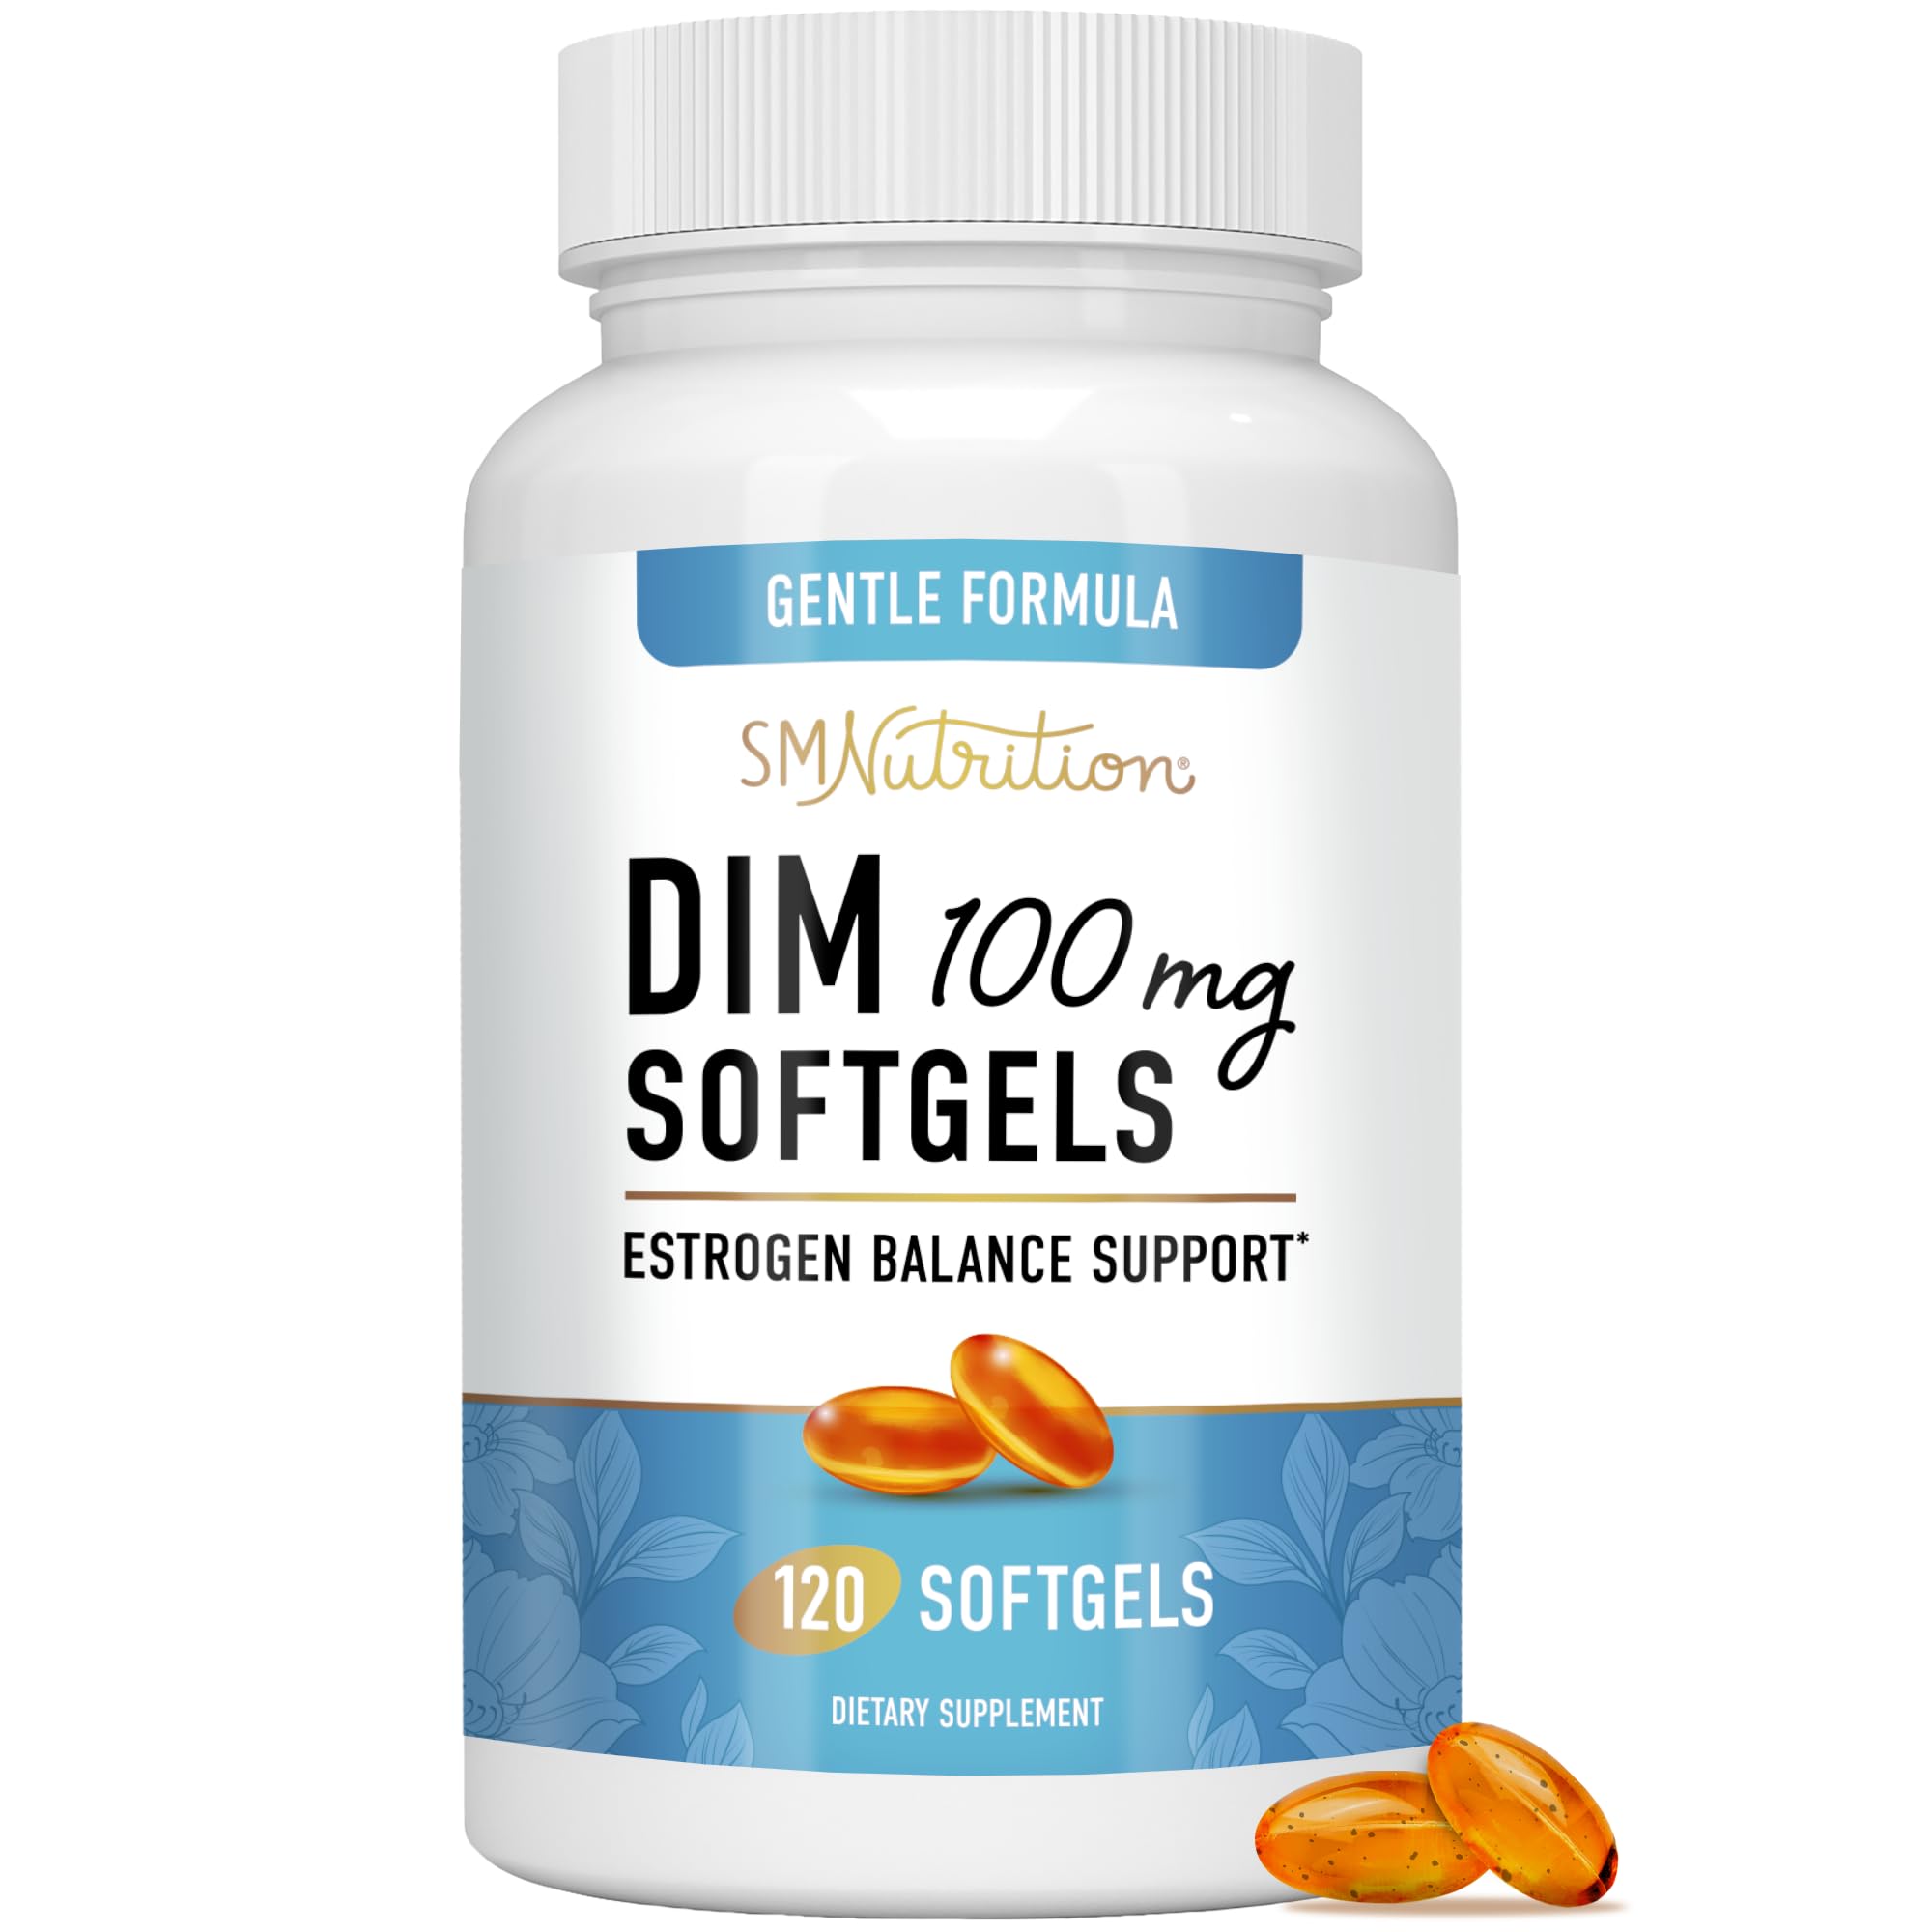 GENTLE FORMULA
SMNutrition®
DIM 100 mg
SOFTGELS
ESTROGEN BALANCE SUPPORT*
120 SOFTGELS
DIETARY SUPPLEMENT